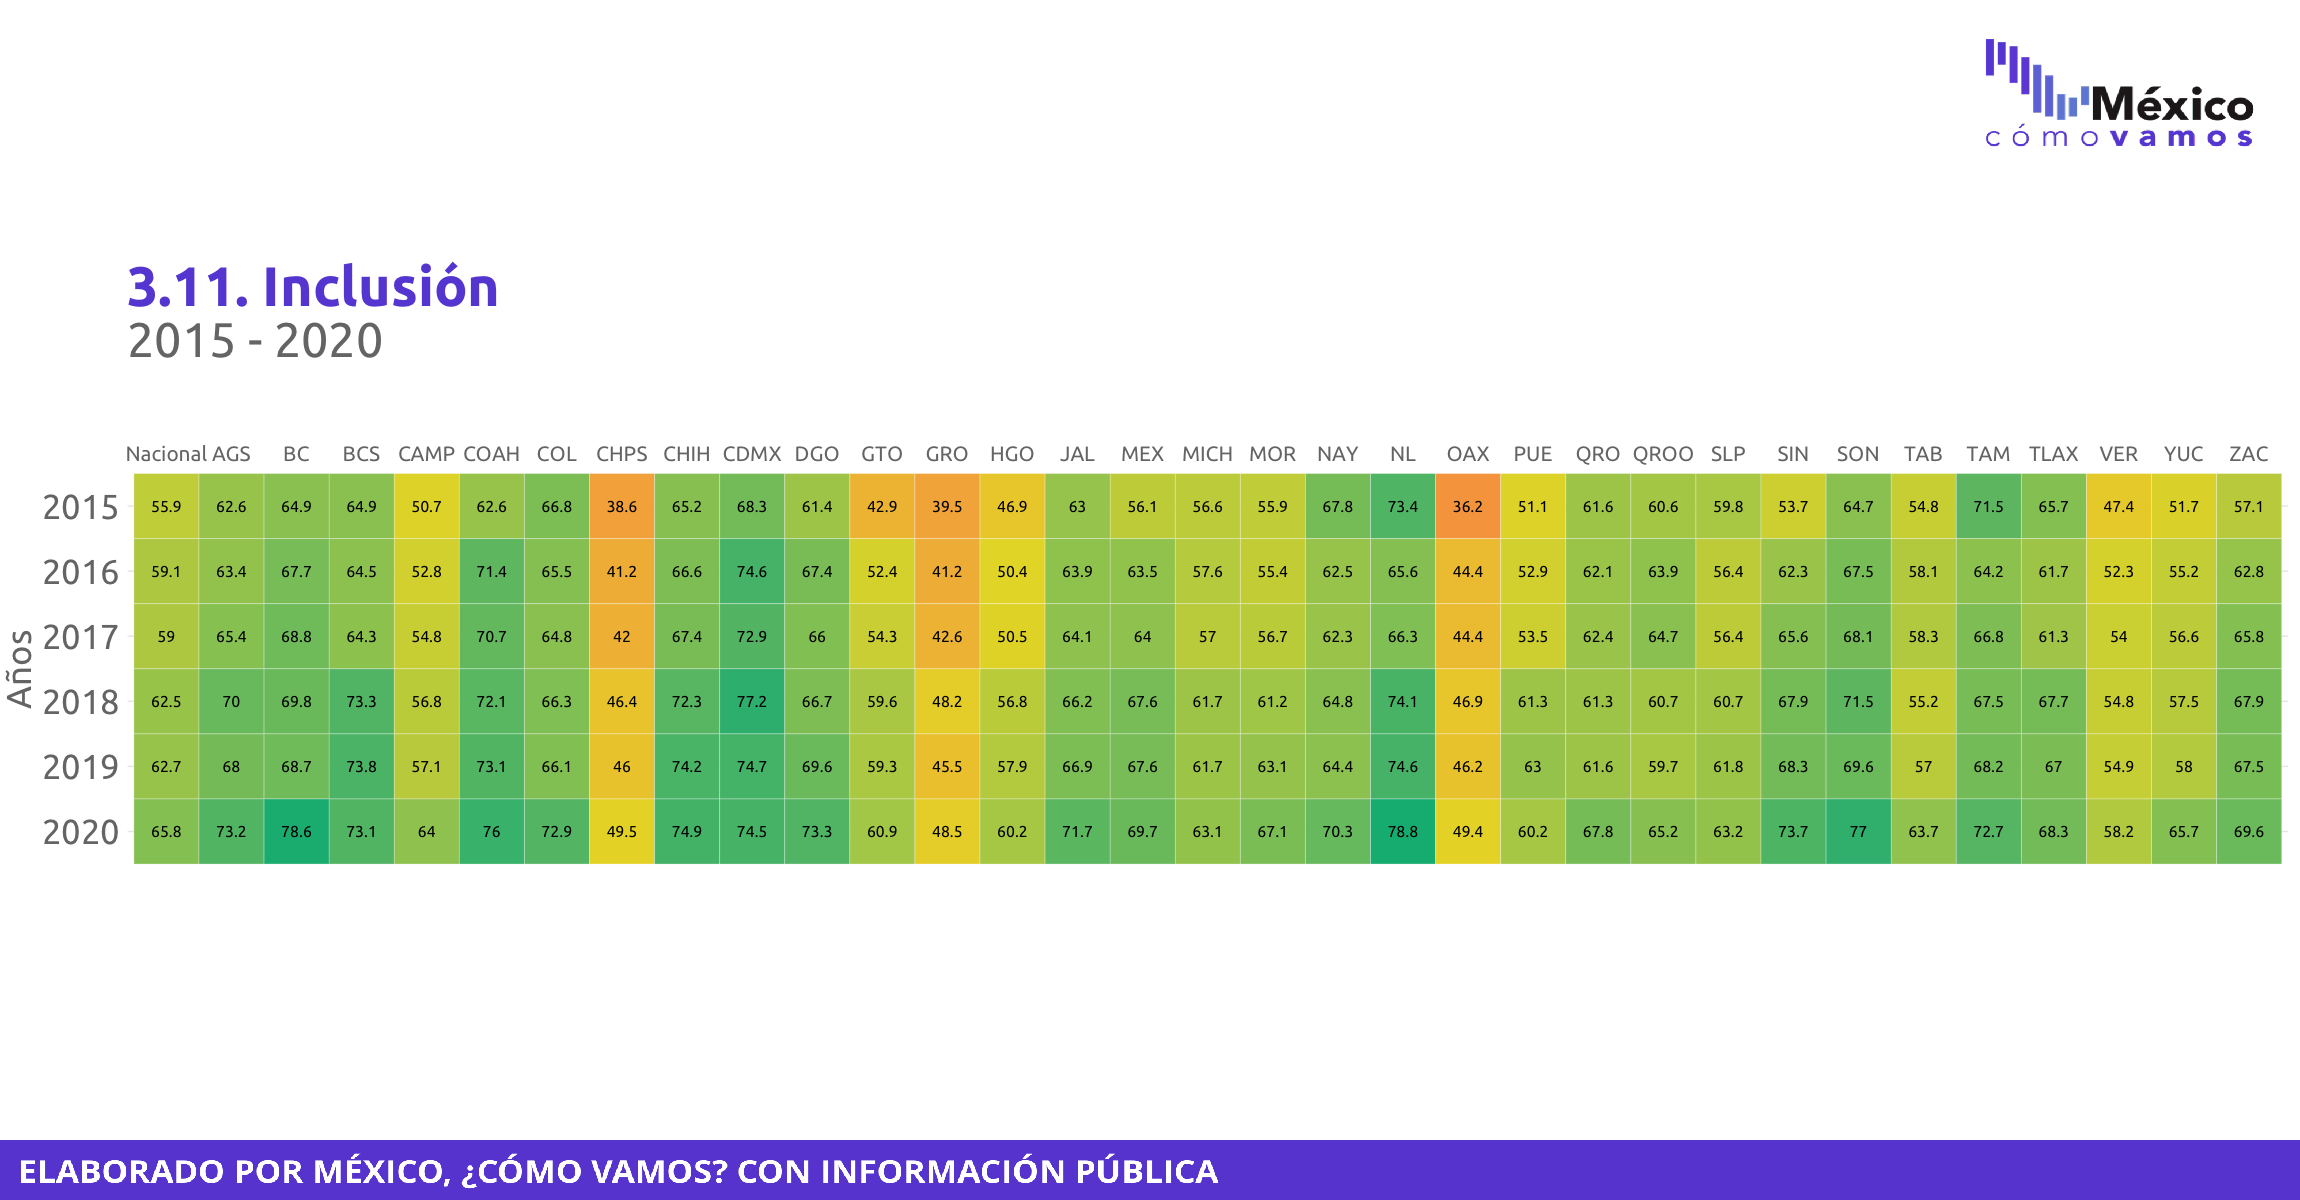 México
cómovamos
3.11. Inclusión
2015 - 2020
Nacional AGS BC BCS CAMP COAH COL CHPS CHIH CDMX DGO GTO GRO HGO JAL MEX MICH MOR NAY NL OAX PUE QRO QROO SLP SIN SON TAB TAM TLAX VER YUC ZAC
2015 55.9 62.6 64.9 64.9 50.7 62.6 66.8 38.6 65.2 68.3 61.4 42.9 39.5 46.9 63 56.1 56.6 55.9 67.8 73.4 36.2 51.1 61.6 60.6 59.8 53.7 64.7 54.8 71.5 65.7 47.4 51.7 57.1
2016 59.1 63.4 67.7 64.5 52.8 71.4 65.5 41.2 66.6 74.6 67.4 52.4 41.2 50.4 63.9 63.5 57.6 55.4 62.5 65.6 44.4 52.9 62.1 63.9 56.4 62.3 67.5 58.1 64.2 61.7 52.3 55.2 62.8
2017 59 65.4 68.8 64.3 54.8 70.7 64.8 42 67.4 72.9 66 54.3 42.6 50.5 64.1 64 57 56.7 62.3 66.3 44.4 53.5 62.4 64.7 56.4 65.6 68.1 58.3 66.8 61.3 54 56.6 65.8
2018 62.5 70 69.8 73.3 56.8 72.1 66.3 46.4 72.3 77.2 66.7 59.6 48.2 56.8 66.2 67.6 61.7 61.2 64.8 74.1 46.9 61.3 61.3 60.7 60.7 67.9 71.5 55.2 67.5 67.7 54.8 57.5 67.9
2019 62.7 68 68.7 73.8 57.1 73.1 66.1 46 74.2 74.7 69.6 59.3 45.5 57.9 66.9 67.6 61.7 63.1 64.4 74.6 46.2 63 61.6 59.7 61.8 68.3 69.6 57 68.2 67 54.9 58 67.5
2020 65.8 73.2 78.6 73.1 64 76 72.9 49.5 74.9 74.5 73.3 60.9 48.5 60.2 71.7 69.7 63.1 67.1 70.3 78.8 49.4 60.2 67.8 65.2 63.2 73.7 77 63.7 72.7 68.3 58.2 65.7 69.6
Años
ELABORADO POR MÉXICO, ¿CÓMO VAMOS? CON INFORMACIÓN PÚBLICA